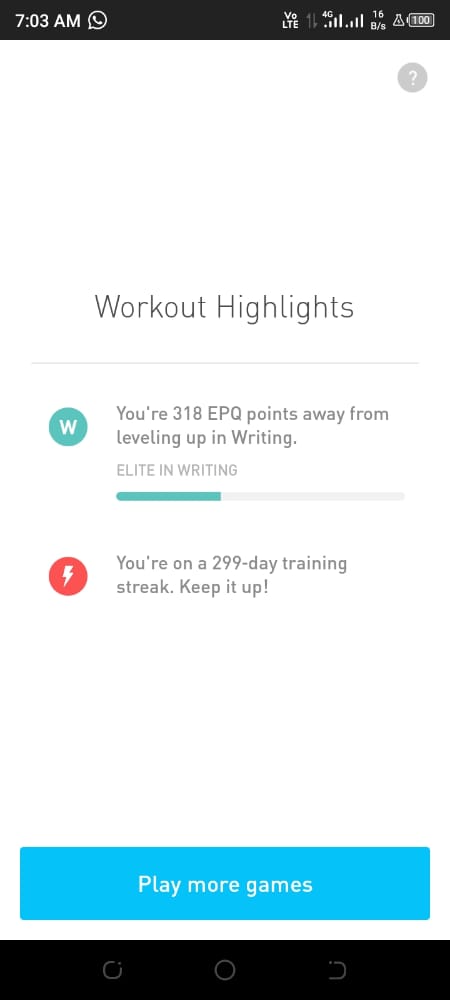 7:03 AM
Vo
LTE
4G
16
B/s
100
?
Workout Highlights
W
You're 318 EPQ points away from
leveling up in Writing.
ELITE IN WRITING
You're on a 299-day training
streak. Keep it up!
Play more games